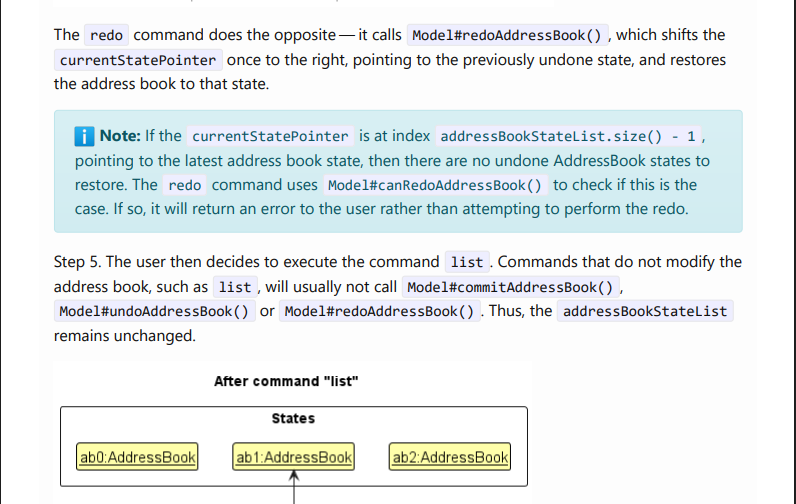 The redo command does the opposite — it calls Model#redoAddressBook() , which shifts the
currentStatePointer once to the right, pointing to the previously undone state, and restores
the address book to that state.
Note: If the currentStatePointer is at index addressBookStateList.size() - 1 ,
pointing to the latest address book state, then there are no undone AddressBook states to
restore. The redo command uses Model#canRedoAddressBook() to check if this is the
case. If so, it will return an error to the user rather than attempting to perform the redo.
Step 5. The user then decides to execute the command list . Commands that do not modify the
address book, such as list , will usually not call Model#commitAddressBook() ,
Model#undoAddressBook() or Model#redoAddressBook() . Thus, the addressBookStateList
remains unchanged.
After command "list"
States
ab0:AddressBook ab1:AddressBook ab2:AddressBook